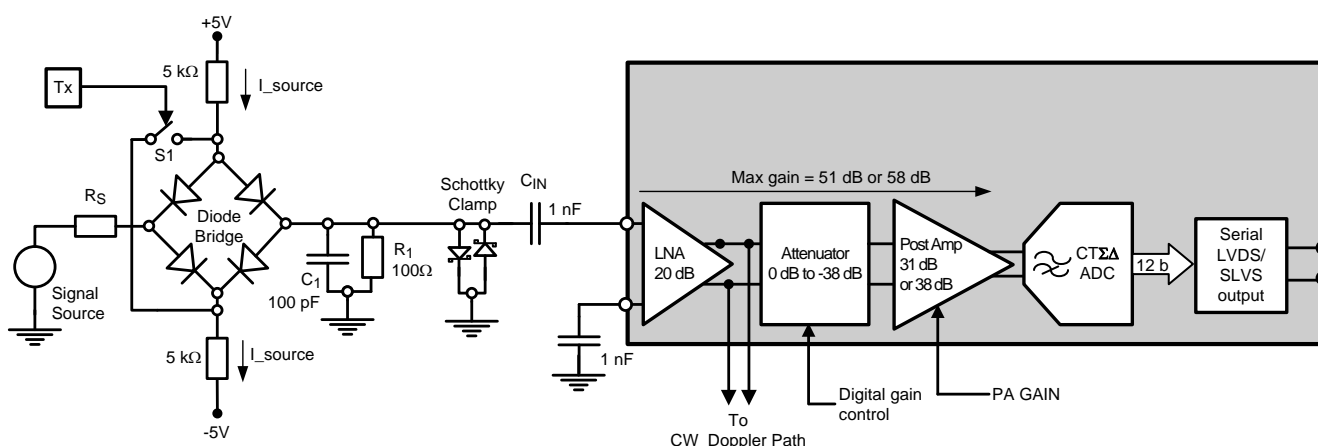 +5V
5 kΩ
I_source
Tx
S1
RS
Diode
Bridge
Signal
Source
C1
100 pF
R1
100Ω
5 kΩ
I_source
-5V
Schottky
Clamp
CIN
1 nF
1 nF
Max gain = 51 dB or 58 dB
LNA
20 dB
Attenuator
0 dB to -38 dB
Post Amp
31 dB
or 38 dB
CTΣΔ
ADC
12 b
Serial
LVDS/
SLVS
output
To
CW_Doppler Path
Digital gain
control
PA GAIN